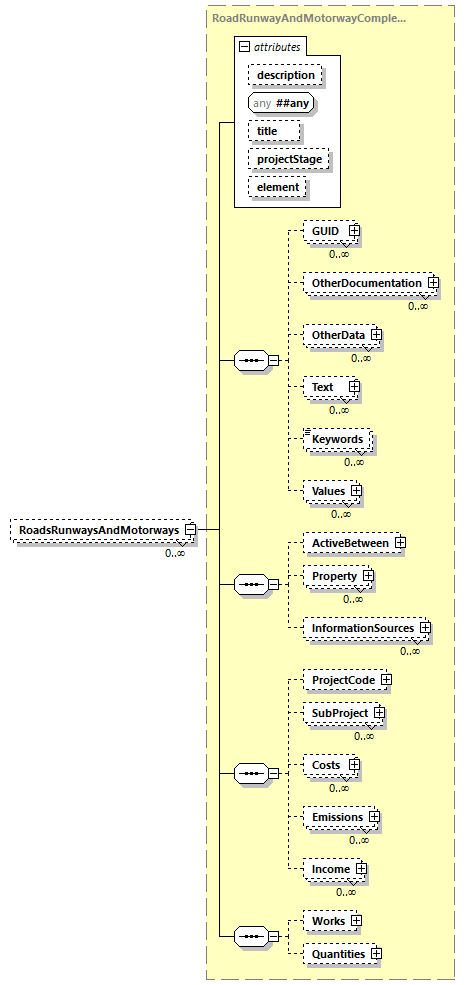 RoadRunwayAndMotorwayComple...
attributes
description
any ##any
title
projectStage
element
GUID
0..∞
OtherDocumentation
0..∞
OtherData
0..∞
Text
0..∞
Keywords
0..∞
Values
0..∞
RoadsRunwaysAndMotorways
0..∞
ActiveBetween
Property
0..∞
InformationSources
0..∞
ProjectCode
SubProject
0..∞
Costs
0..∞
Emissions
0..∞
Income
0..∞
Works
Quantities